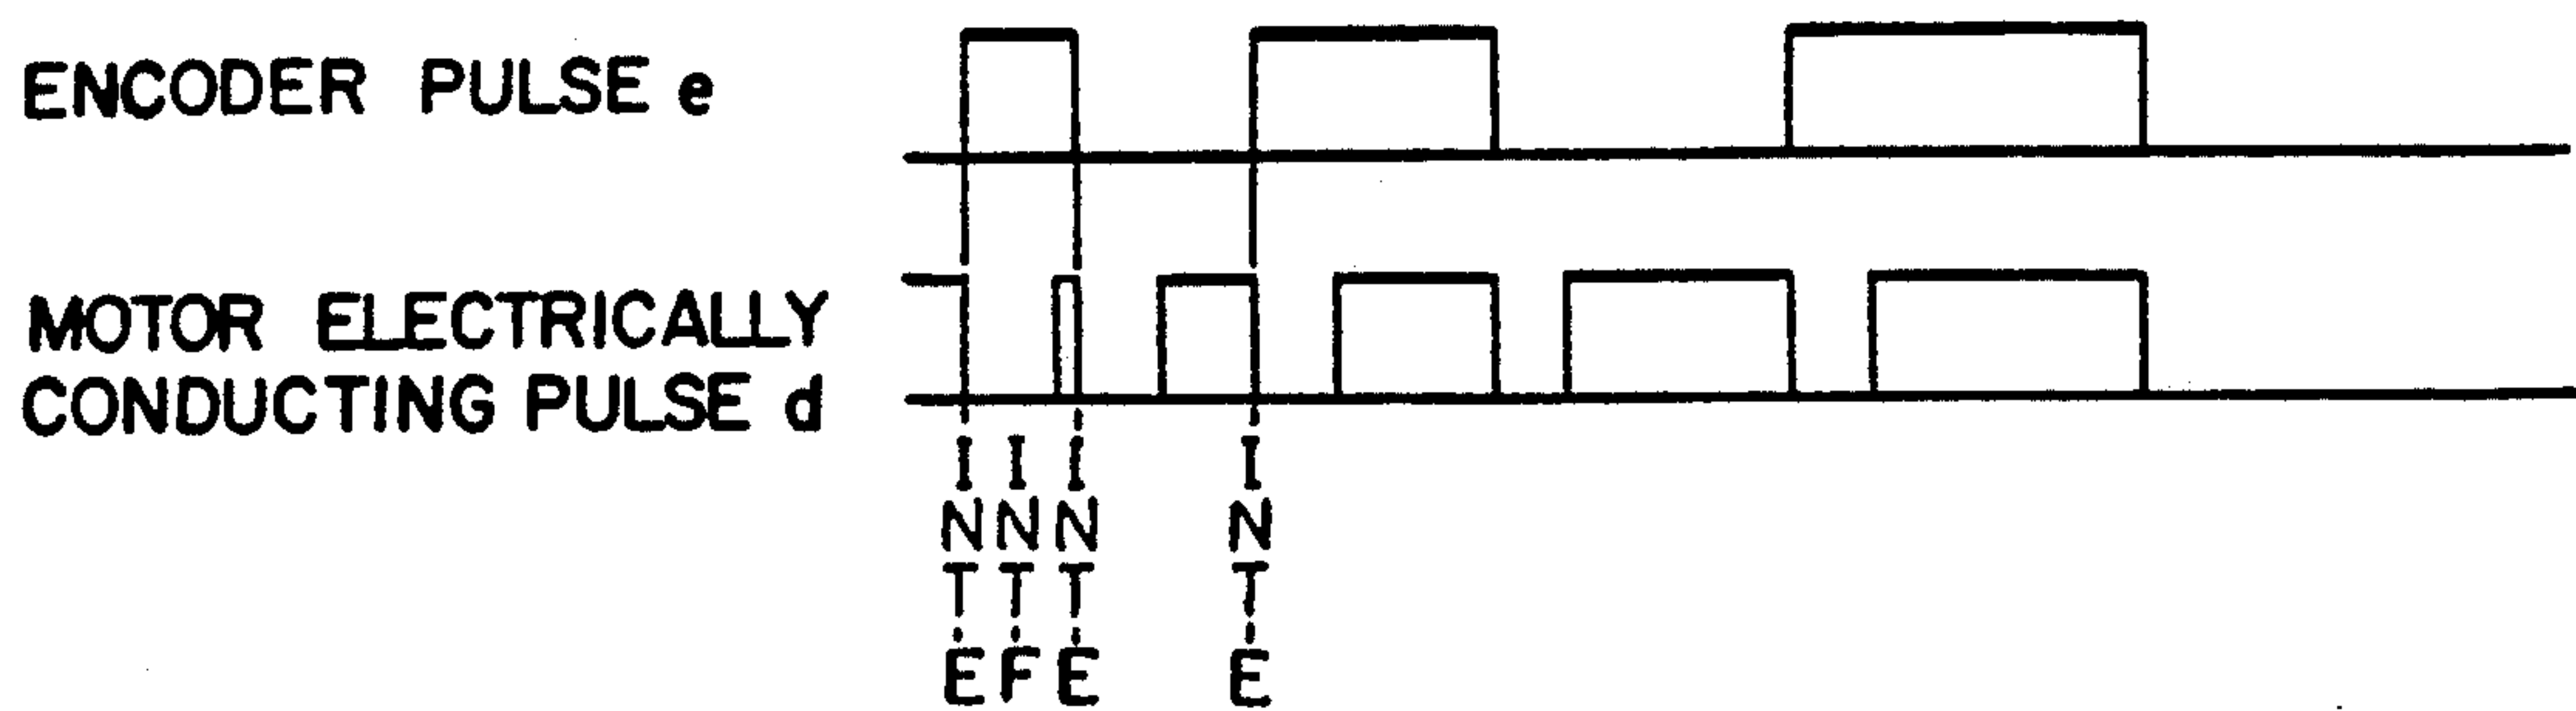 ENCODER PULSE e
MOTOR ELECTRICALLY
CONDUCTING PULSE d
INT·E
INT·F
INT·E
INT·E